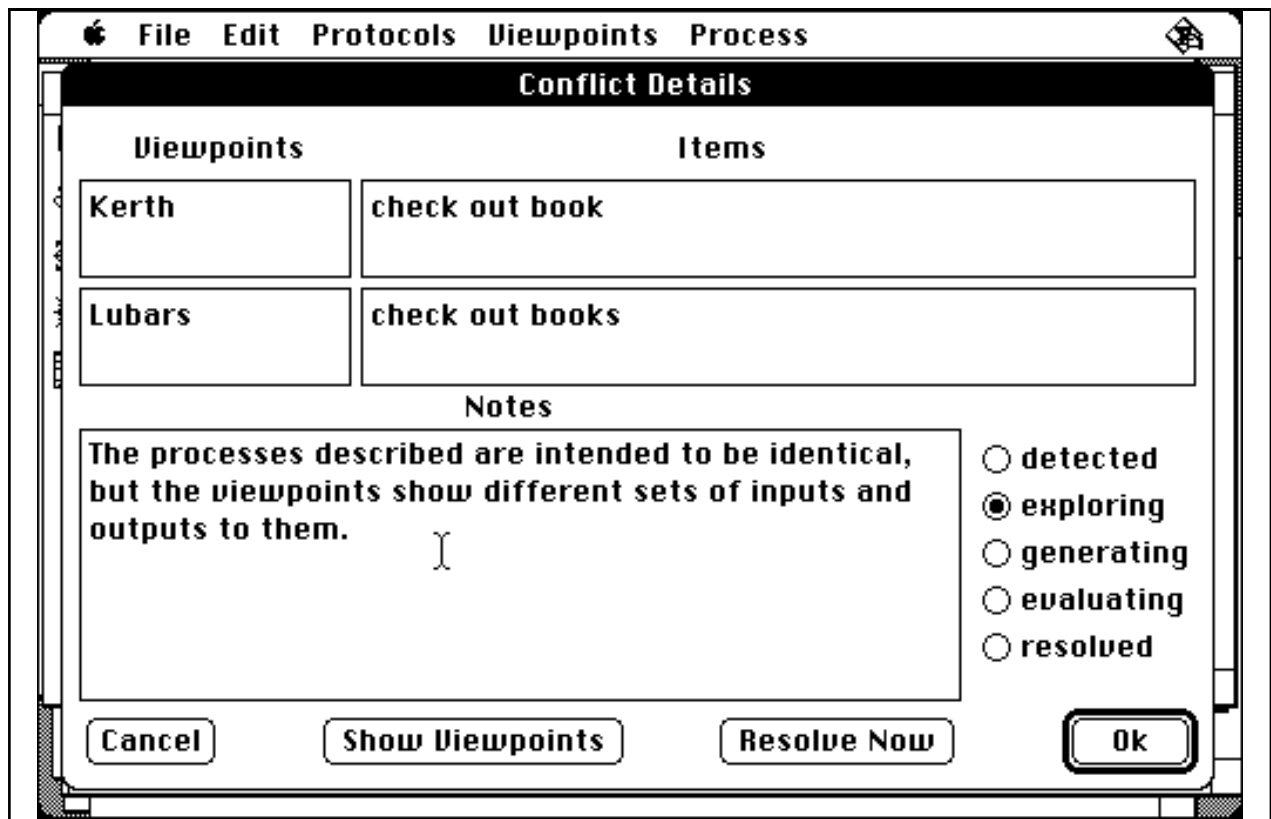 File Edit Protocols Viewpoints Process
Conflict Details
Viewpoints Items
Kerth check out book
Lubars check out books
Notes
The processes described are intended to be identical,
but the viewpoints show different sets of inputs and
outputs to them.
detected
exploring
generating
evaluating
resolved
Cancel Show Viewpoints Resolve Now Ok